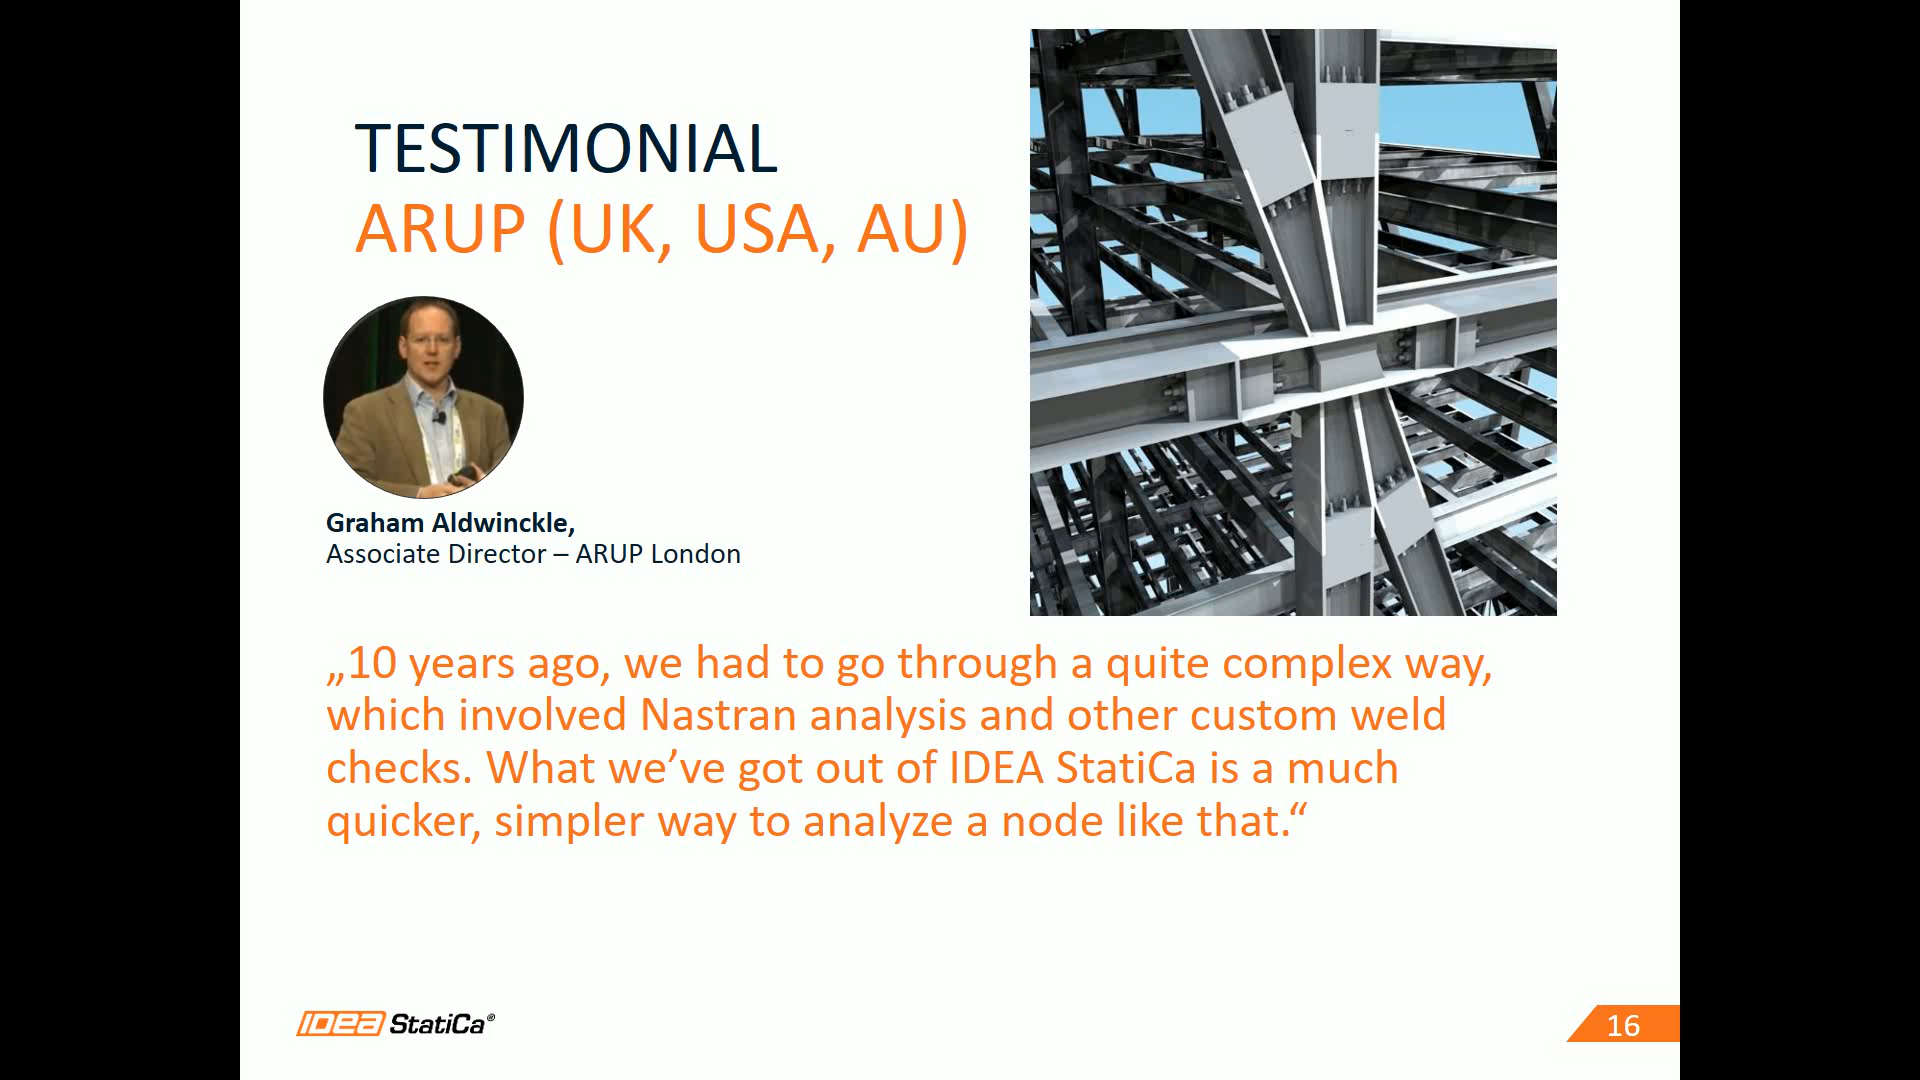 TESTIMONIAL
ARUP (UK, USA, AU)
Graham Aldwinckle,
Associate Director – ARUP London
„10 years ago, we had to go through a quite complex way,
which involved Nastran analysis and other custom weld
checks. What we’ve got out of IDEA StatiCa is a much
quicker, simpler way to analyze a node like that.“
IDEA StatiCa®
16